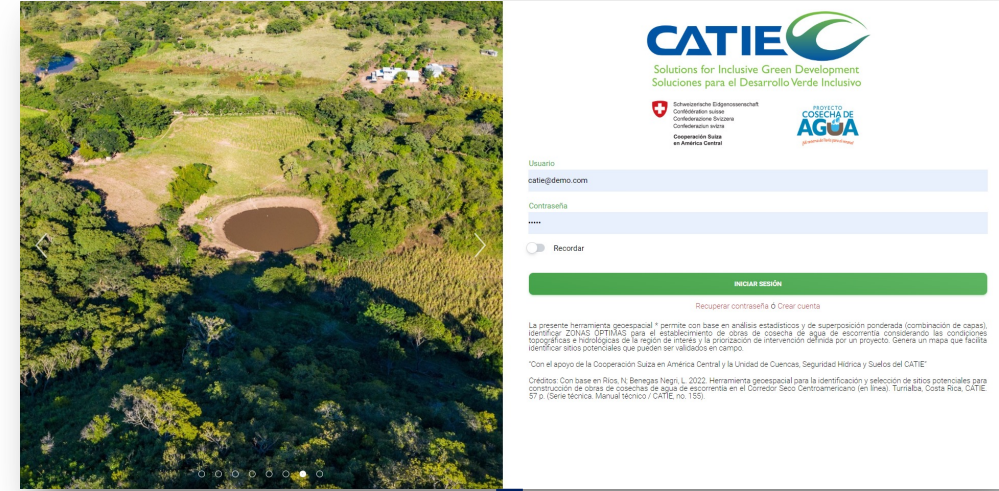 CATIE
Solutions for Inclusive Green Development
Soluciones para el Desarrollo Verde Inclusivo
Schweizerische Eidgenossenschaft
Confédération suisse
Confederazione Svizzera
Confederaziun svizra
Cooperación Suiza
en América Central
PROYECTO
COSECHA DE
AGUA
Usuario
catie@demo.com
Contraseña
•••••
Recordar
INICIAR SESIÓN
Recuperar contraseña ó Crear cuenta
La presente herramienta geoespacial * permite con base en análisis estadísticos y de superposición ponderada (combinación de capas),
identificar ZONAS ÓPTIMAS para el establecimiento de obras de cosecha de agua de escorrentía considerando las condiciones
topográficas e hidrológicas de la región de interés y la priorización de intervención definida por un proyecto. Genera un mapa que facilita
identificar sitios potenciales que pueden ser validados en campo.
"Con el apoyo de la Cooperación Suiza en América Central y la Unidad de Cuencas, Seguridad Hídrica y Suelos del CATIE"
Créditos: Con base en Ríos, N; Benegas Negri, L. 2022. Herramienta geoespacial para la identificación y selección de sitios potenciales para
construcción de obras de cosechas de agua de escorrentía en el Corredor Seco Centroamericano (en línea). Turrialba, Costa Rica, CATIE.
57 p. (Serie técnica. Manual técnico / CATIE, no. 155).